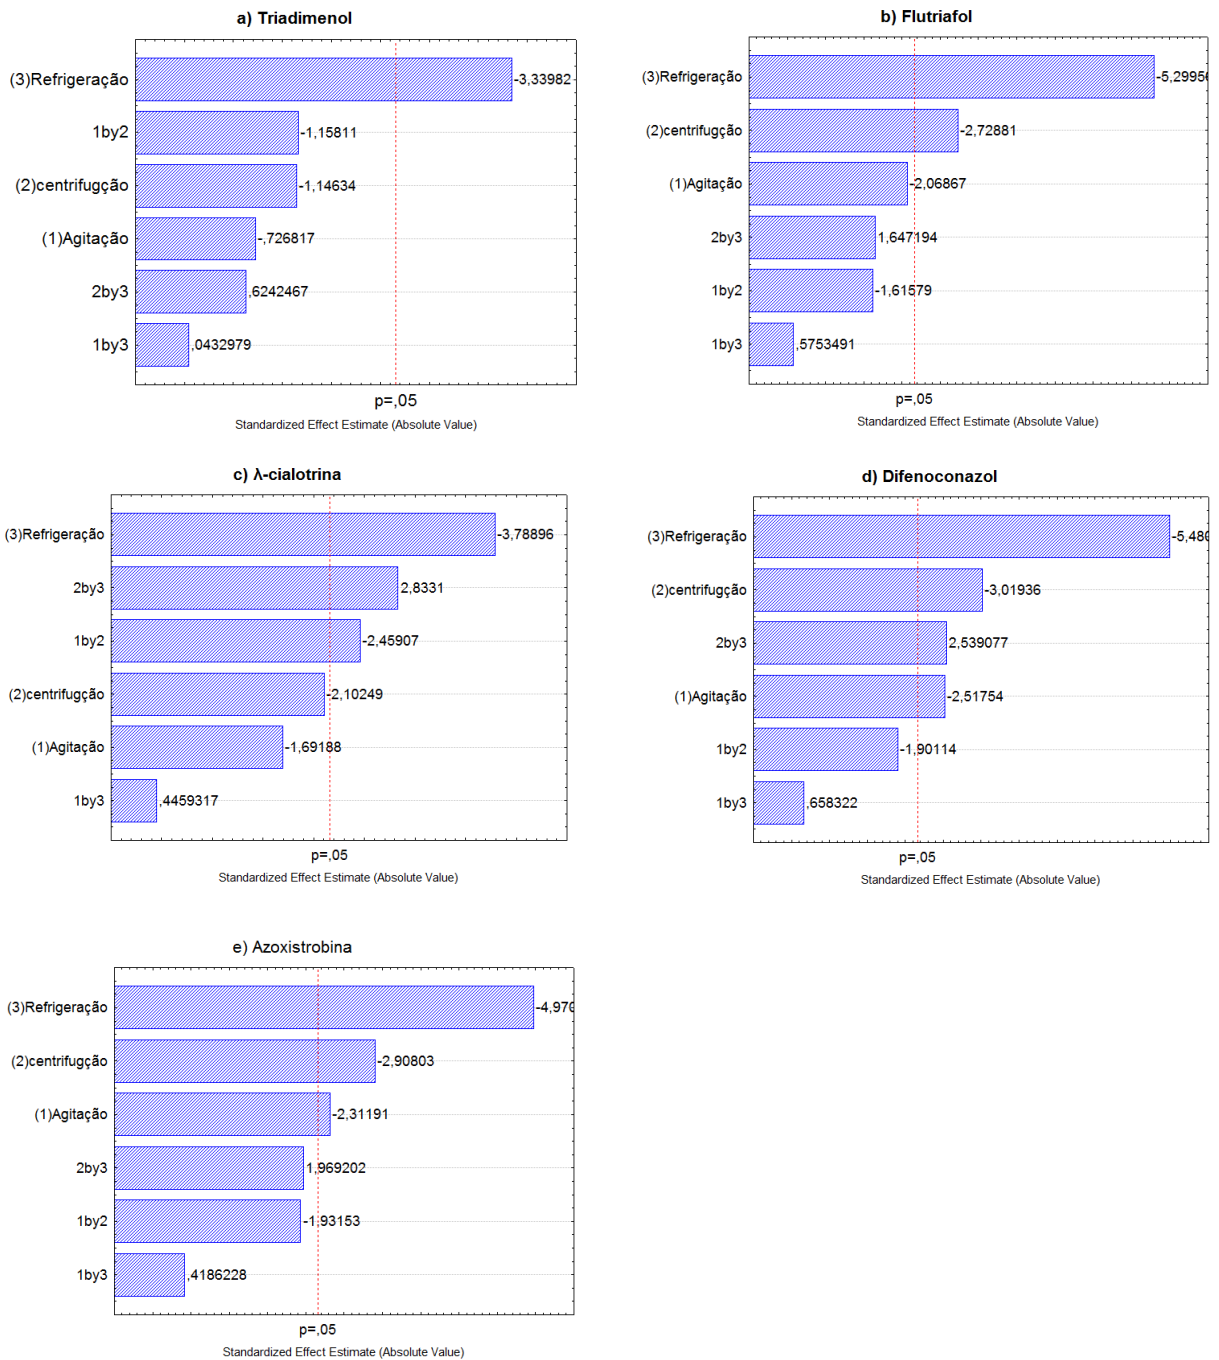 a) Triadimenol
(3)Refrigeração
-3,33982
1by2
-1,15811
(2)centrifugção
-1,14634
(1)Agitação
-,726817
2by3
,6242467
1by3
,0432979
p=,05
Standardized Effect Estimate (Absolute Value)
b) Flutriafol
(3)Refrigeração
-5,2995
(2)centrifugção
-2,72881
(1)Agitação
-2,06867
2by3
1,647194
1by2
-1,61579
1by3
,5753491
p=,05
Standardized Effect Estimate (Absolute Value)
c) λ-cialotrina
(3)Refrigeração
-3,78896
2by3
2,8331
1by2
-2,45907
(2)centrifugção
-2,10249
(1)Agitação
-1,69188
1by3
,4459317
p=,05
Standardized Effect Estimate (Absolute Value)
d) Difenoconazol
(3)Refrigeração
-5,48
(2)centrifugção
-3,01936
2by3
2,539077
(1)Agitação
-2,51754
1by2
-1,90114
1by3
,658322
p=,05
Standardized Effect Estimate (Absolute Value)
e) Azoxistrobina
(3)Refrigeração
-4,97
(2)centrifugção
-2,90803
(1)Agitação
-2,31191
2by3
1,969202
1by2
-1,93153
1by3
,4186228
p=,05
Standardized Effect Estimate (Absolute Value)